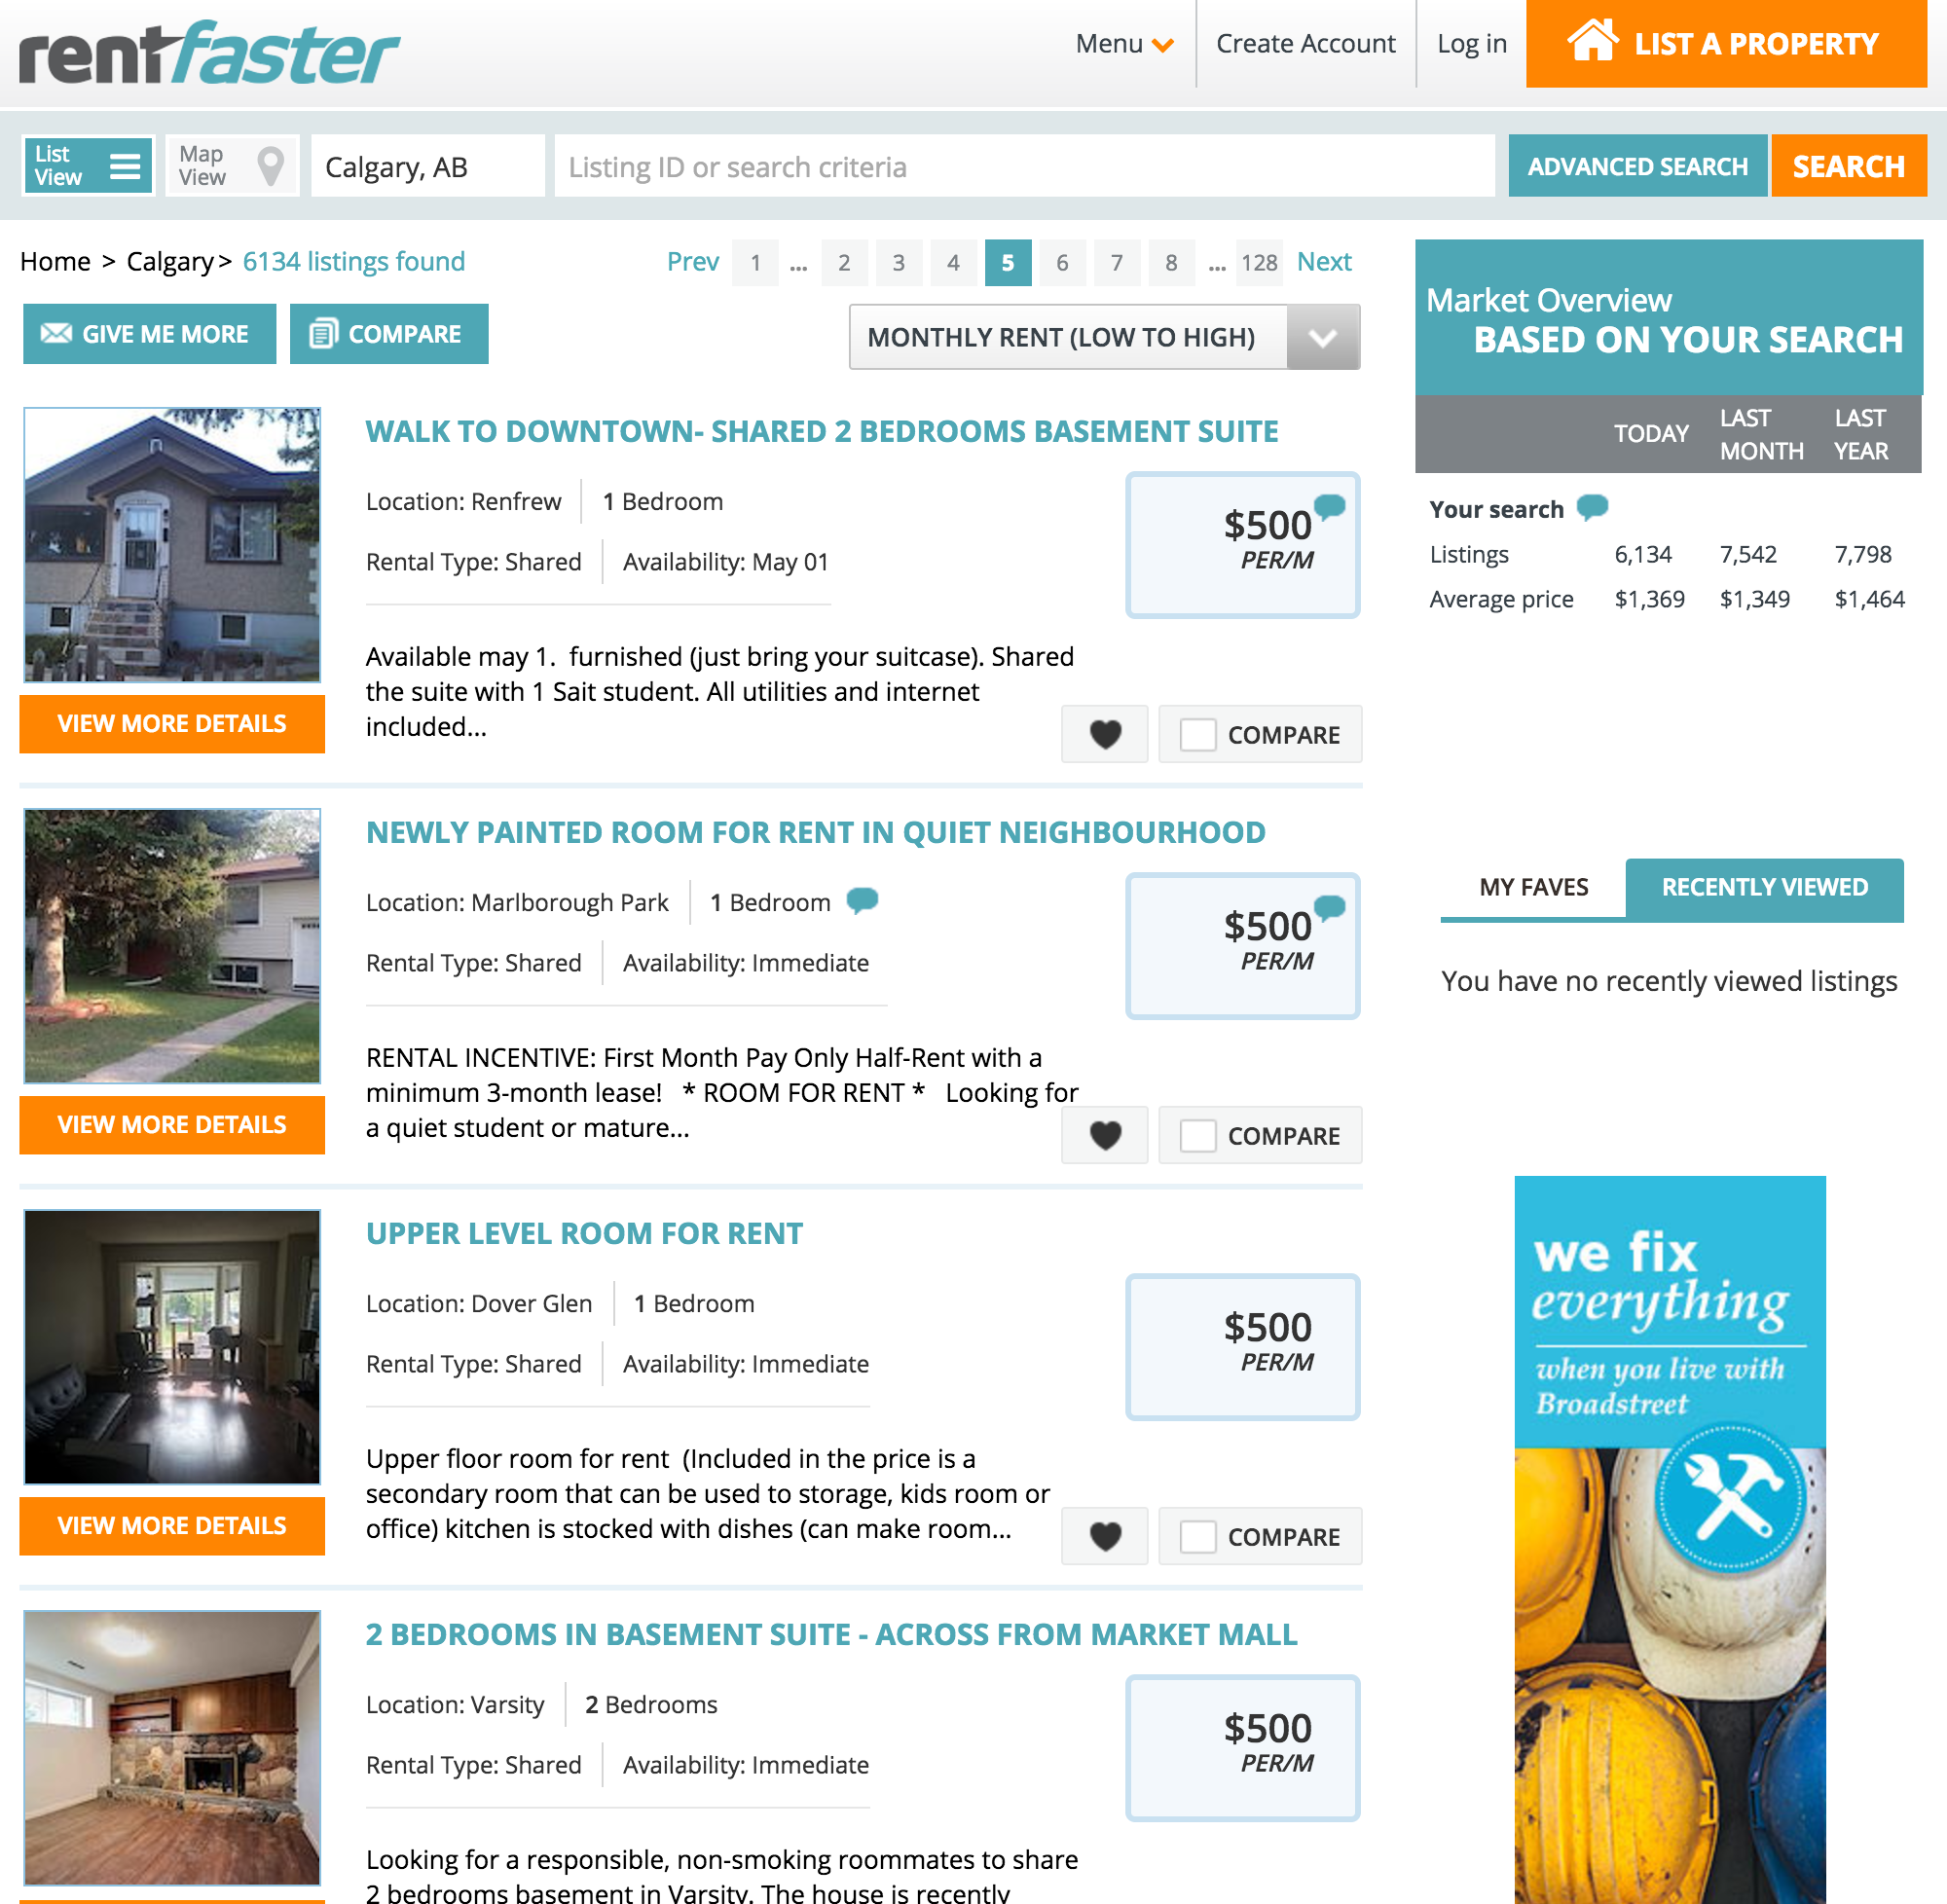 rentfaster
Menu
Create Account
Log in
LIST A PROPERTY
List
View
Map
View
Calgary, AB
Listing ID or search criteria
ADVANCED SEARCH
SEARCH
Home > Calgary > 6134 listings found
Prev 1 ... 2 3 4 5 6 7 8 ... 128 Next
GIVE ME MORE
COMPARE
MONTHLY RENT (LOW TO HIGH)
WALK TO DOWNTOWN- SHARED 2 BEDROOMS BASEMENT SUITE
Location: Renfrew
1 Bedroom
Rental Type: Shared
Availability: May 01
$500
PER/M
Available may 1.  furnished (just bring your suitcase). Shared
the suite with 1 Sait student. All utilities and internet
included...
VIEW MORE DETAILS
COMPARE
NEWLY PAINTED ROOM FOR RENT IN QUIET NEIGHBOURHOOD
Location: Marlborough Park
1 Bedroom
Rental Type: Shared
Availability: Immediate
$500
PER/M
RENTAL INCENTIVE: First Month Pay Only Half-Rent with a
minimum 3-month lease!   * ROOM FOR RENT *   Looking for
a quiet student or mature...
VIEW MORE DETAILS
COMPARE
UPPER LEVEL ROOM FOR RENT
Location: Dover Glen
1 Bedroom
Rental Type: Shared
Availability: Immediate
$500
PER/M
Upper floor room for rent  (Included in the price is a
secondary room that can be used to storage, kids room or
office) kitchen is stocked with dishes (can make room...
VIEW MORE DETAILS
COMPARE
2 BEDROOMS IN BASEMENT SUITE - ACROSS FROM MARKET MALL
Location: Varsity
2 Bedrooms
Rental Type: Shared
Availability: Immediate
$500
PER/M
Looking for a responsible, non-smoking roommates to share
2 bedrooms basement in Varsity. The house is recently
Market Overview
BASED ON YOUR SEARCH
TODAY
LAST
MONTH
LAST
YEAR
Your search
Listings 6,134 7,542 7,798
Average price $1,369 $1,349 $1,464
MY FAVES
RECENTLY VIEWED
You have no recently viewed listings
we fix
everything
when you live with
Broadstreet